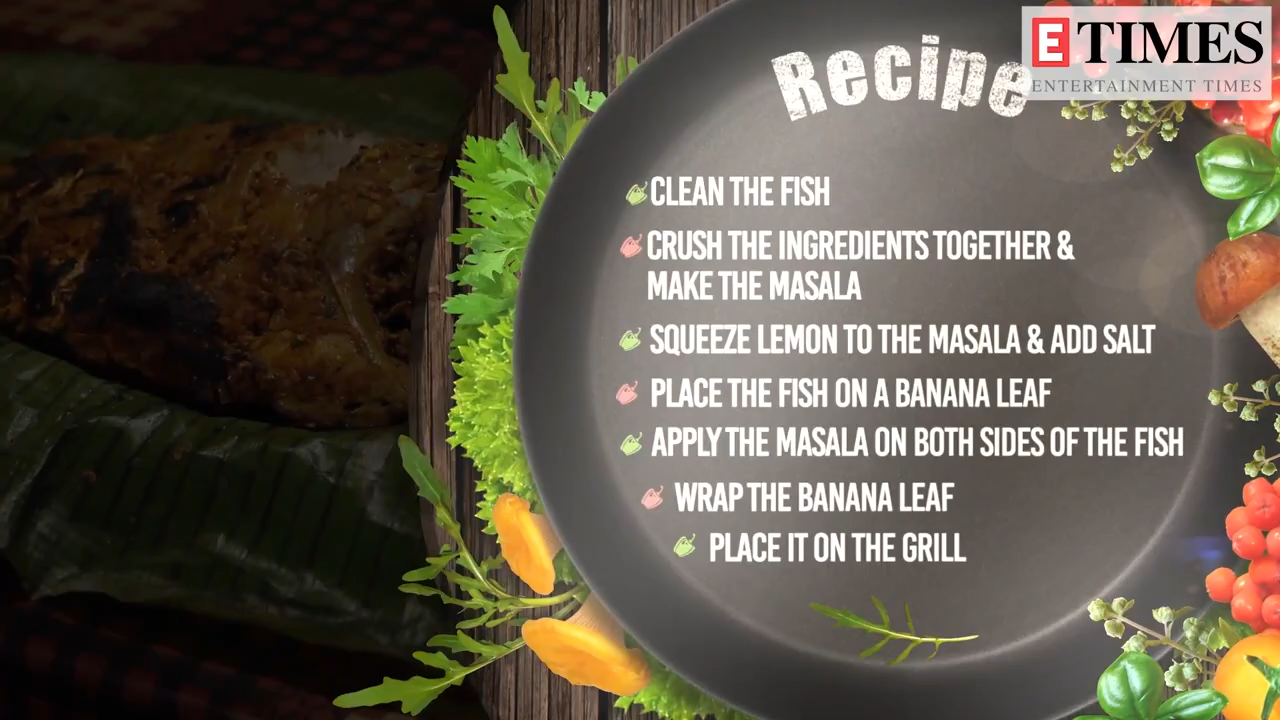 Recipe
E TIMES
ENTERTAINMENT TIMES
CLEAN THE FISH
CRUSH THE INGREDIENTS TOGETHER &
MAKE THE MASALA
SQUEEZE LEMON TO THE MASALA & ADD SALT
PLACE THE FISH ON A BANANA LEAF
APPLY THE MASALA ON BOTH SIDES OF THE FISH
WRAP THE BANANA LEAF
PLACE IT ON THE GRILL